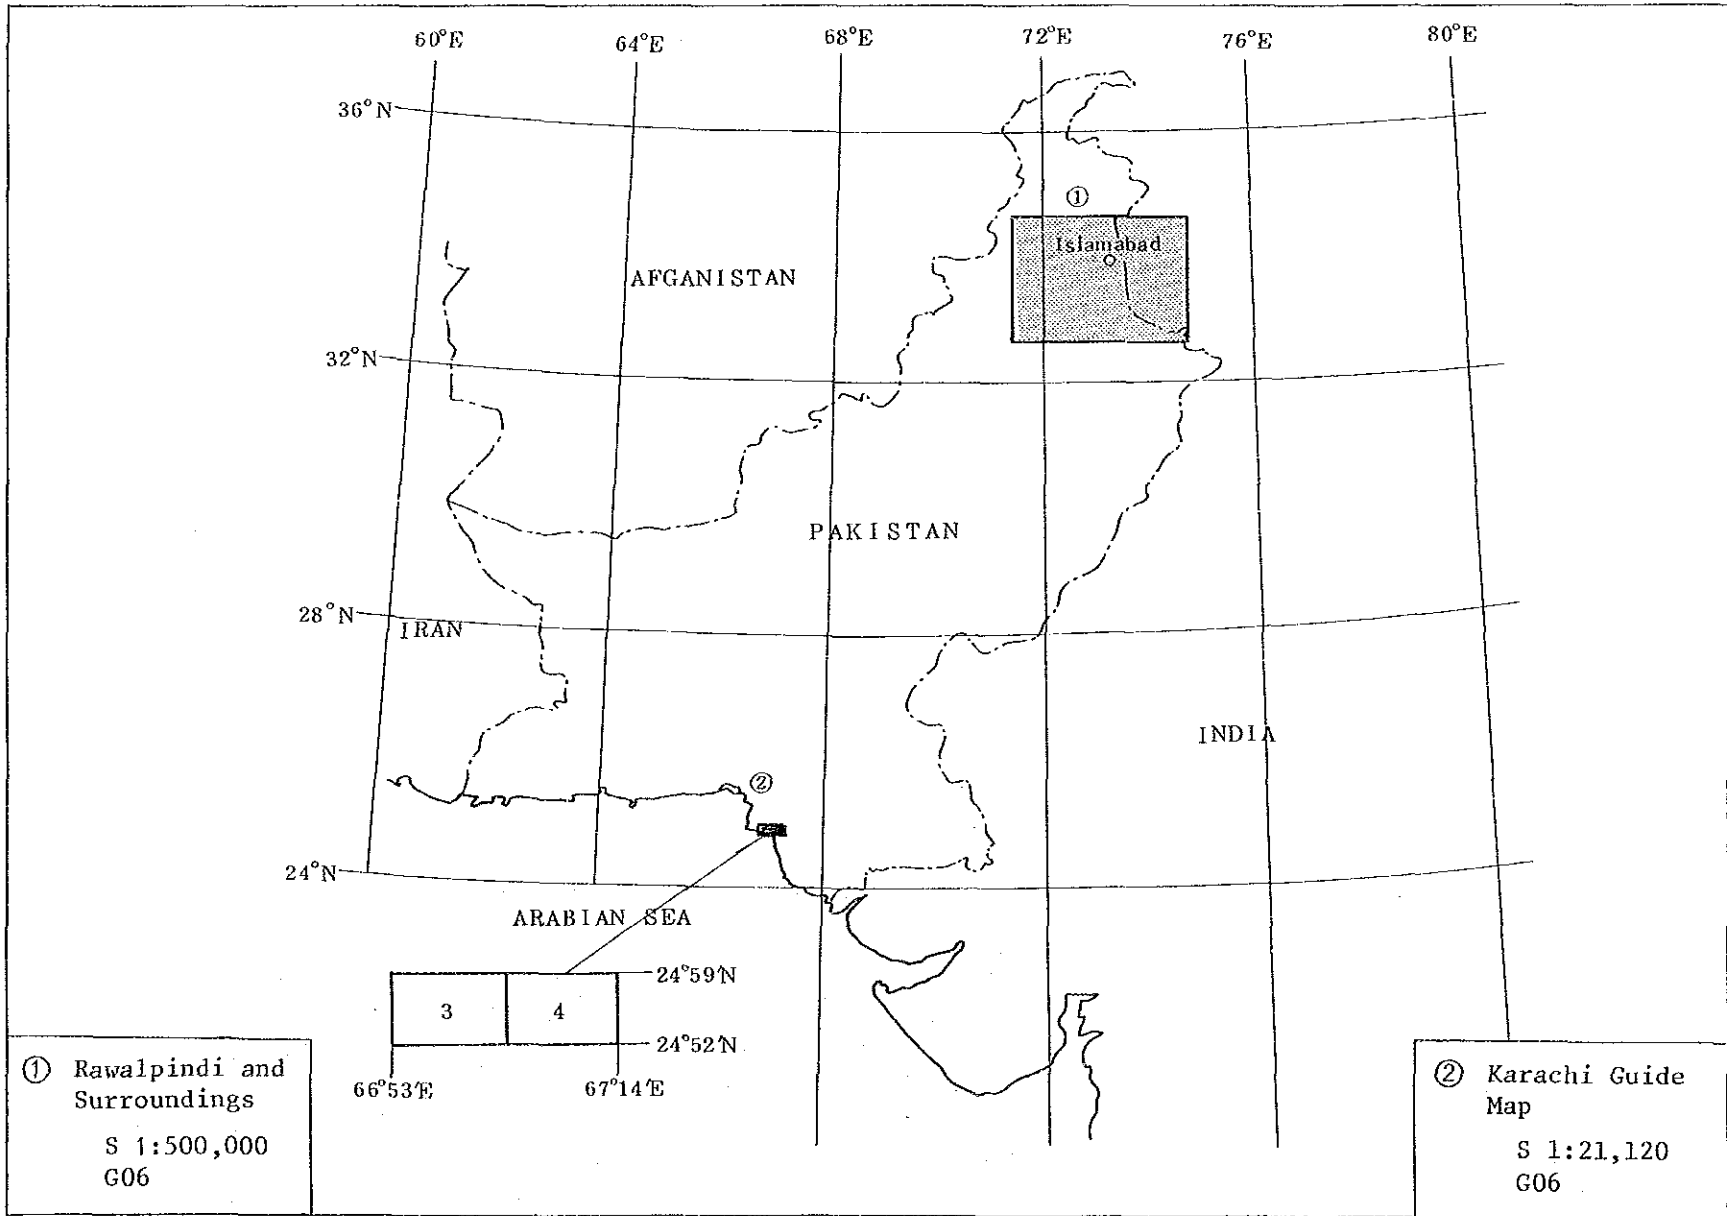 60°E 64°E 68°E 72°E 76°E 80°E
36°N
①
Islamabad
AFGANISTAN
32°N
PAKISTAN
28°N
IRAN
INDIA
②
24°N
ARABIAN SEA
24°59'N
3 4
24°52'N
66°53'E 67°14'E
① Rawalpindi and
Surroundings
S 1:500,000
G06
② Karachi Guide
Map
S 1:21,120
G06